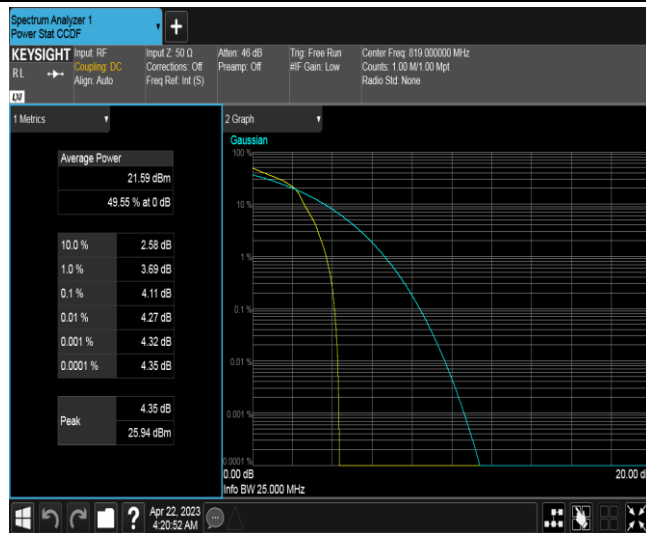 Spectrum Analyzer 1
Power Stat CCDF
+
KEYSIGHT
RL
Input: RF
Coupling: DC
Align: Auto
Input Z: 50 Ω
Corrections: Off
Freq Ref: Int (S)
Atten: 46 dB
Preamp: Off
Trig: Free Run
#IF Gain: Low
Center Freq: 819.000000 MHz
Counts: 1.00 M/1.00 Mpt
Radio Std: None
1 Metrics
Average Power
21.59 dBm
49.55 % at 0 dB
10.0 % 2.58 dB
1.0 % 3.69 dB
0.1 % 4.11 dB
0.01 % 4.27 dB
0.001 % 4.32 dB
0.0001 % 4.35 dB
Peak
4.35 dB
25.94 dBm
2 Graph
Gaussian
100 %
10 %
1 %
0.1 %
0.01 %
0.001 %
0.0001 %
0.00 dB
20.00 d
Info BW 25.000 MHz
?
Apr 22, 2023
4:20:52 AM